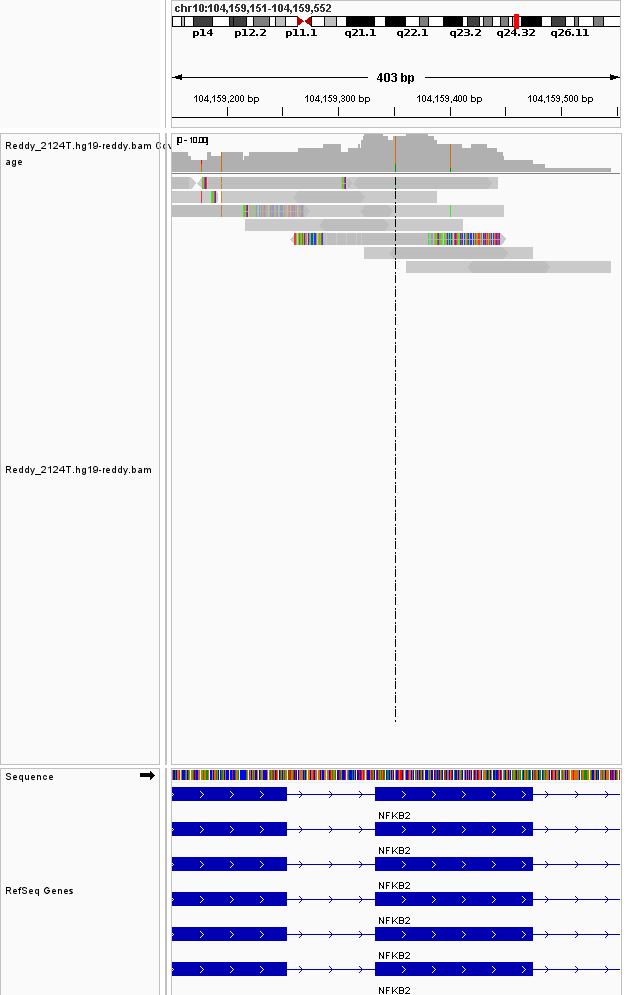 chr10:104,159,151-104,159,552
p14 p12.2 p11.1 q21.1 q22.1 q23.2 q24.32 q26.11
403 bp
104,159,200 bp 104,159,300 bp 104,159,400 bp 104,159,500 bp
Reddy_2124T.hg19-reddy.bam Cov
age
[0 - 10.00]
Reddy_2124T.hg19-reddy.bam
Sequence
NFKB2
NFKB2
NFKB2
RefSeq Genes
NFKB2
NFKB2
NFKB2